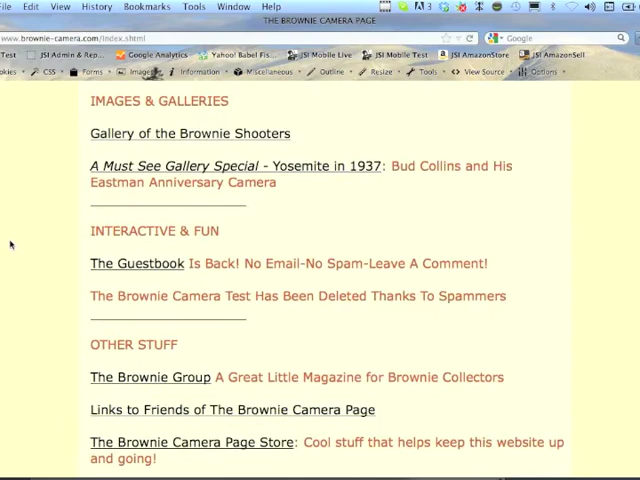 File Edit View History Bookmarks Tools Window Help
THE BROWNIE CAMERA PAGE
www.brownie-camera.com/index.shtml
Google
Test JSI Admin & Rep... Google Analytics Yahoo! Babel Fis... JSI Mobile Live JSI Mobile Test JSI AmazonStore JSI AmazonSell
okies CSS Forms Images Information Miscellaneous Outline Resize Tools View Source Options
IMAGES & GALLERIES
Gallery of the Brownie Shooters
A Must See Gallery Special - Yosemite in 1937: Bud Collins and His
Eastman Anniversary Camera
INTERACTIVE & FUN
The Guestbook Is Back! No Email-No Spam-Leave A Comment!
The Brownie Camera Test Has Been Deleted Thanks To Spammers
OTHER STUFF
The Brownie Group A Great Little Magazine for Brownie Collectors
Links to Friends of The Brownie Camera Page
The Brownie Camera Page Store: Cool stuff that helps keep this website up
and going!